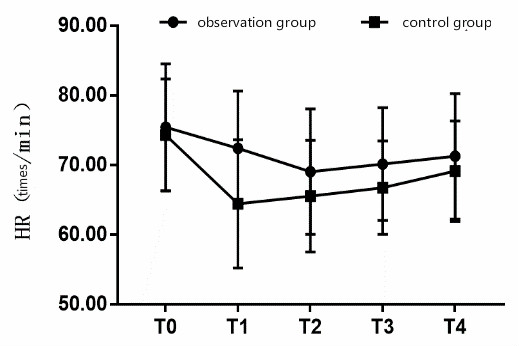 observation group
control group
90.00
80.00
70.00
60.00
50.00
HR (times/min)
T0
T1
T2
T3
T4